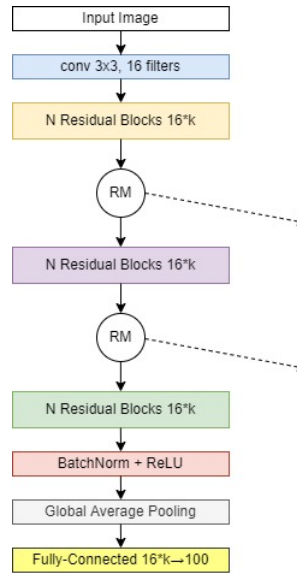 Input Image
conv 3x3, 16 filters
N Residual Blocks 16*k
RM
N Residual Blocks 16*k
RM
N Residual Blocks 16*k
BatchNorm + ReLU
Global Average Pooling
Fully-Connected 16*k→100